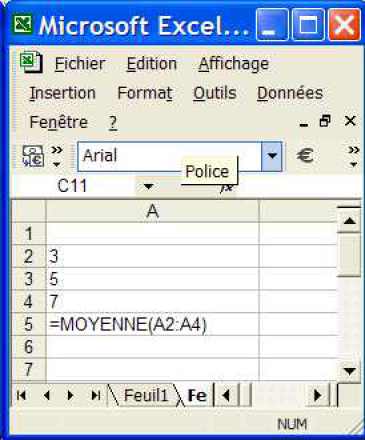 Microsoft Excel...
Fichier Edition Affichage
Insertion Format Outils Données
Fenêtre ?
Arial
€
Police
C11
A
1
2 3
3 5
4 7
5 =MOYENNE(A2:A4)
6
7
Feuil1 Fe
NUM